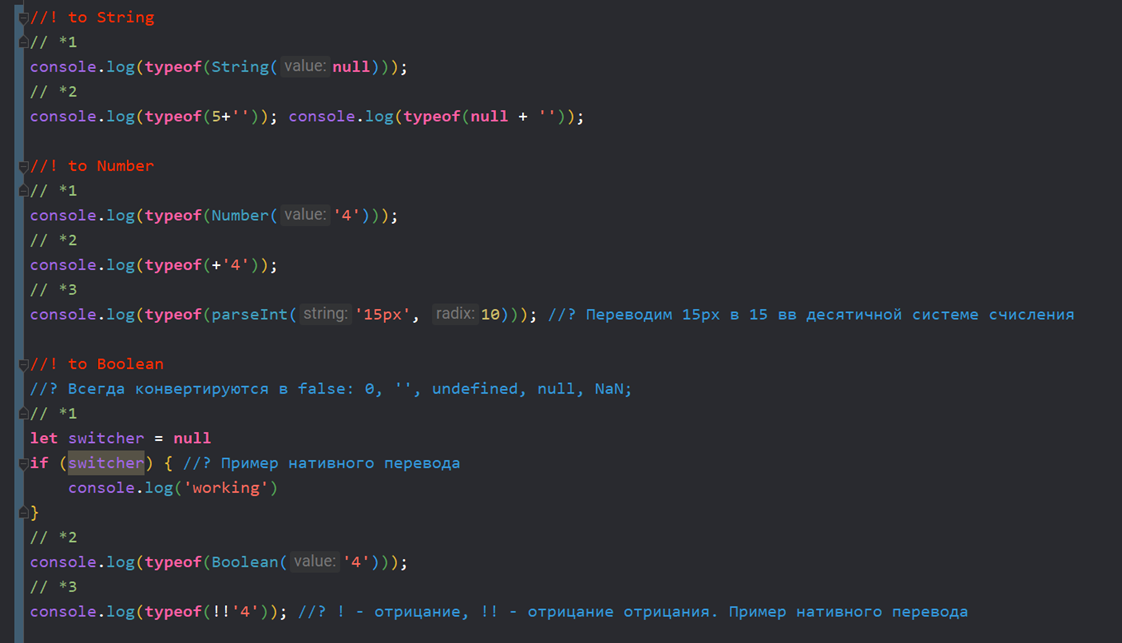 //! to String
// *1
console.log(typeof(String( value: null)));
// *2
console.log(typeof(5+'')); console.log(typeof(null + ''));
//! to Number
// *1
console.log(typeof(Number( value: '4')));
// *2
console.log(typeof(+'4'));
// *3
console.log(typeof(parseInt( string: '15px', radix: 10))); //? Переводим 15px в 15 вв десятичной системе счисления
//! to Boolean
//? Всегда конвертируются в false: 0, '', undefined, null, NaN;
// *1
let switcher = null
if (switcher) { //? Пример нативного перевода
console.log('working')
}
// *2
console.log(typeof(Boolean( value: '4')));
// *3
console.log(typeof(!!'4')); //? ! - отрицание, !! - отрицание отрицания. Пример нативного перевода